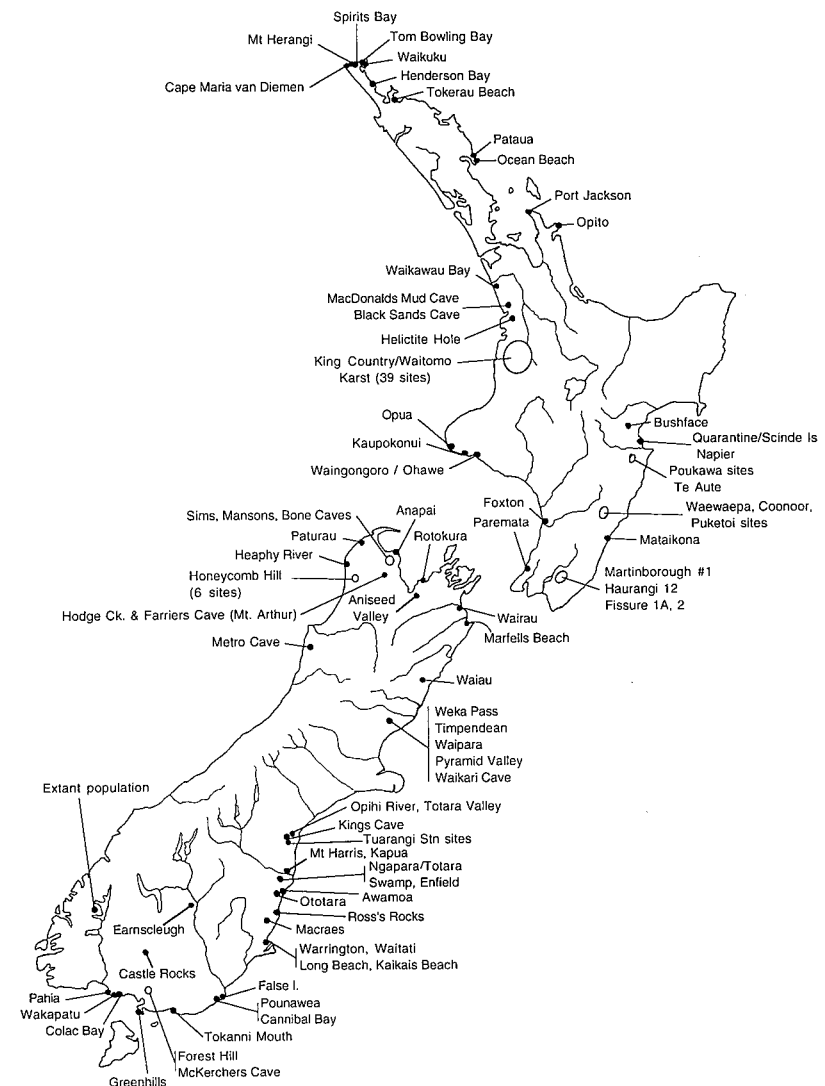 Spirits Bay
Mt Herangi
Tom Bowling Bay
Waikuku
Cape Maria van Diemen
Henderson Bay
Tokerau Beach
Pataua
Ocean Beach
Port Jackson
Opito
Waikawau Bay
MacDonalds Mud Cave
Black Sands Cave
Helictite Hole
King Country/Waitomo
Karst (39 sites)
Opua
Kaupokonui
Waingongoro / Ohawe
Bushface
Quarantine/Scinde Is
Napier
Poukawa sites
Te Aute
Waewaepa, Coonoor,
Puketoi sites
Foxton
Paremata
Mataikona
Martinborough #1
Haurangi 12
Fissure 1A, 2
Sims, Mansons, Bone Caves
Anapai
Paturau
Rotokura
Heaphy River
Honeycomb Hill
(6 sites)
Hodge Ck. & Farriers Cave (Mt. Arthur)
Aniseed
Valley
Wairau
Marfells Beach
Metro Cave
Waiau
Weka Pass
Timpendean
Waipara
Pyramid Valley
Waikari Cave
Extant population
Opihi River, Totara Valley
Kings Cave
Tuarangi Stn sites
Mt Harris, Kapua
Ngapara/Totara
Swamp, Enfield
Awamoa
Ototara
Ross's Rocks
Earnscleugh
Macraes
Warrington, Waitati
Long Beach, Kaikais Beach
Castle Rocks
False I.
Pahia
Pounawea
Wakapatu
Cannibal Bay
Colac Bay
Tokanni Mouth
Forest Hill
McKerchers Cave
Greenhills